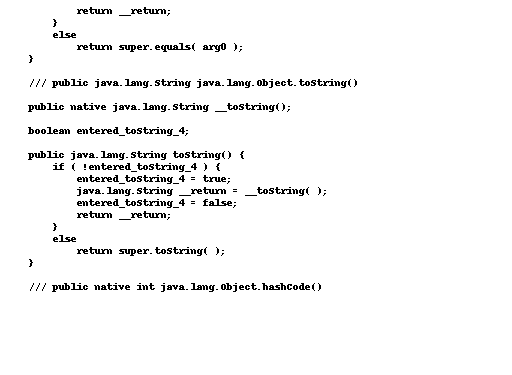 return __return;
}
else
return super.equals( arg0 );
}
/// public java.lang.String java.lang.Object.toString()
public native java.lang.String __toString();
boolean entered_toString_4;
public java.lang.String toString() {
if ( !entered_toString_4 ) {
entered_toString_4 = true;
java.lang.String __return = __toString( );
entered_toString_4 = false;
return __return;
}
else
return super.toString( );
}
/// public native int java.lang.Object.hashCode()